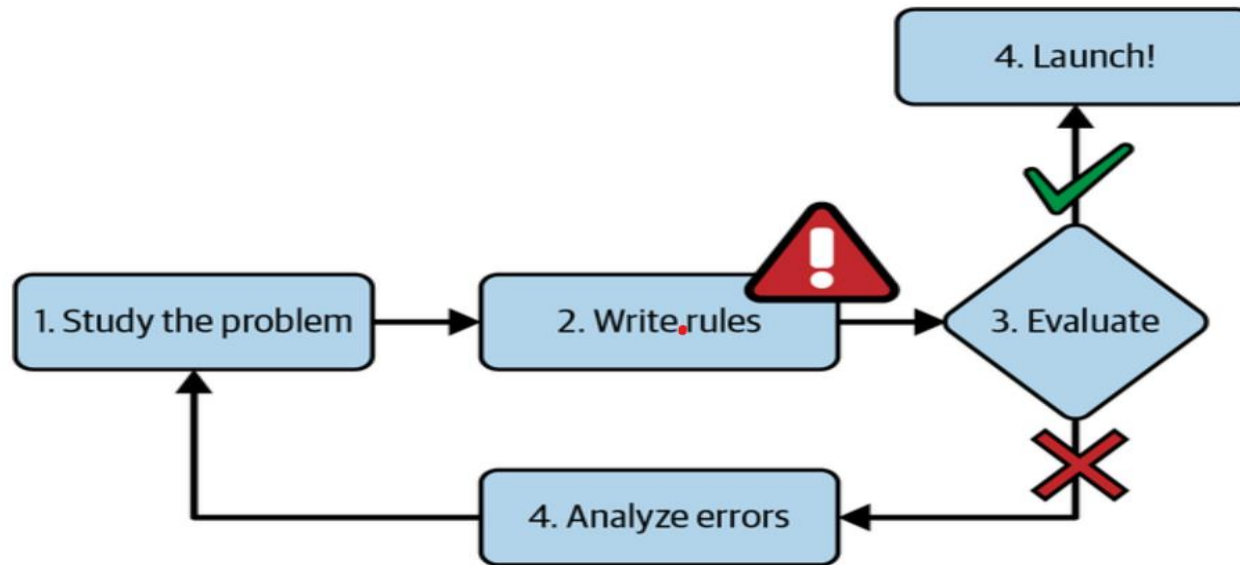 4. Launch!
1. Study the problem
2. Write rules
3. Evaluate
4. Analyze errors